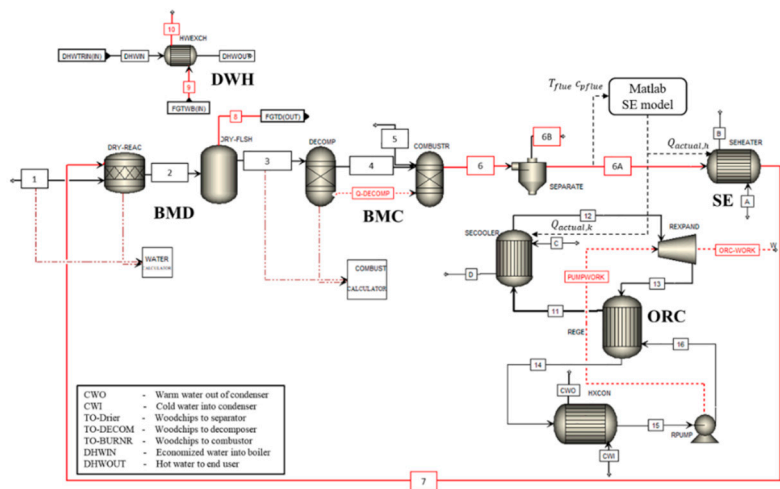 10
HWEXCH
DHWTRIN(IN)
DHWIN
DHWOUT
DWH
9
FGTWB(IN)
8
FGTD(OUT)
Matlab
SE model
T_flue c_pflue
Q_actual,h
B
SEHEATER
A
SE
DRY-REAC
DRY-FLSH
DECOMP
COMBUSTR
1
2
3
4
5
6
6B
6A
SEPARATE
BMD
BMC
Q-DECOMP
WATER
CALCULATOR
COMBUST
CALCULATOR
SECOOLER
Q_actual,k
12
REXPAND
C
D
ORC-WORK
W
PUMPWORK
13
11
ORC
REGE
14
16
CWO
HXCON
15
RPUMP
CWI
CWO - Warm water out of condenser
CWI - Cold water into condenser
TO-Drier - Woodchips to separator
TO-DECOM - Woodchips to decomposer
TO-BURNR - Woodchips to combustor
DHWIN - Economized water into boiler
DHWOUT - Hot water to end user
7